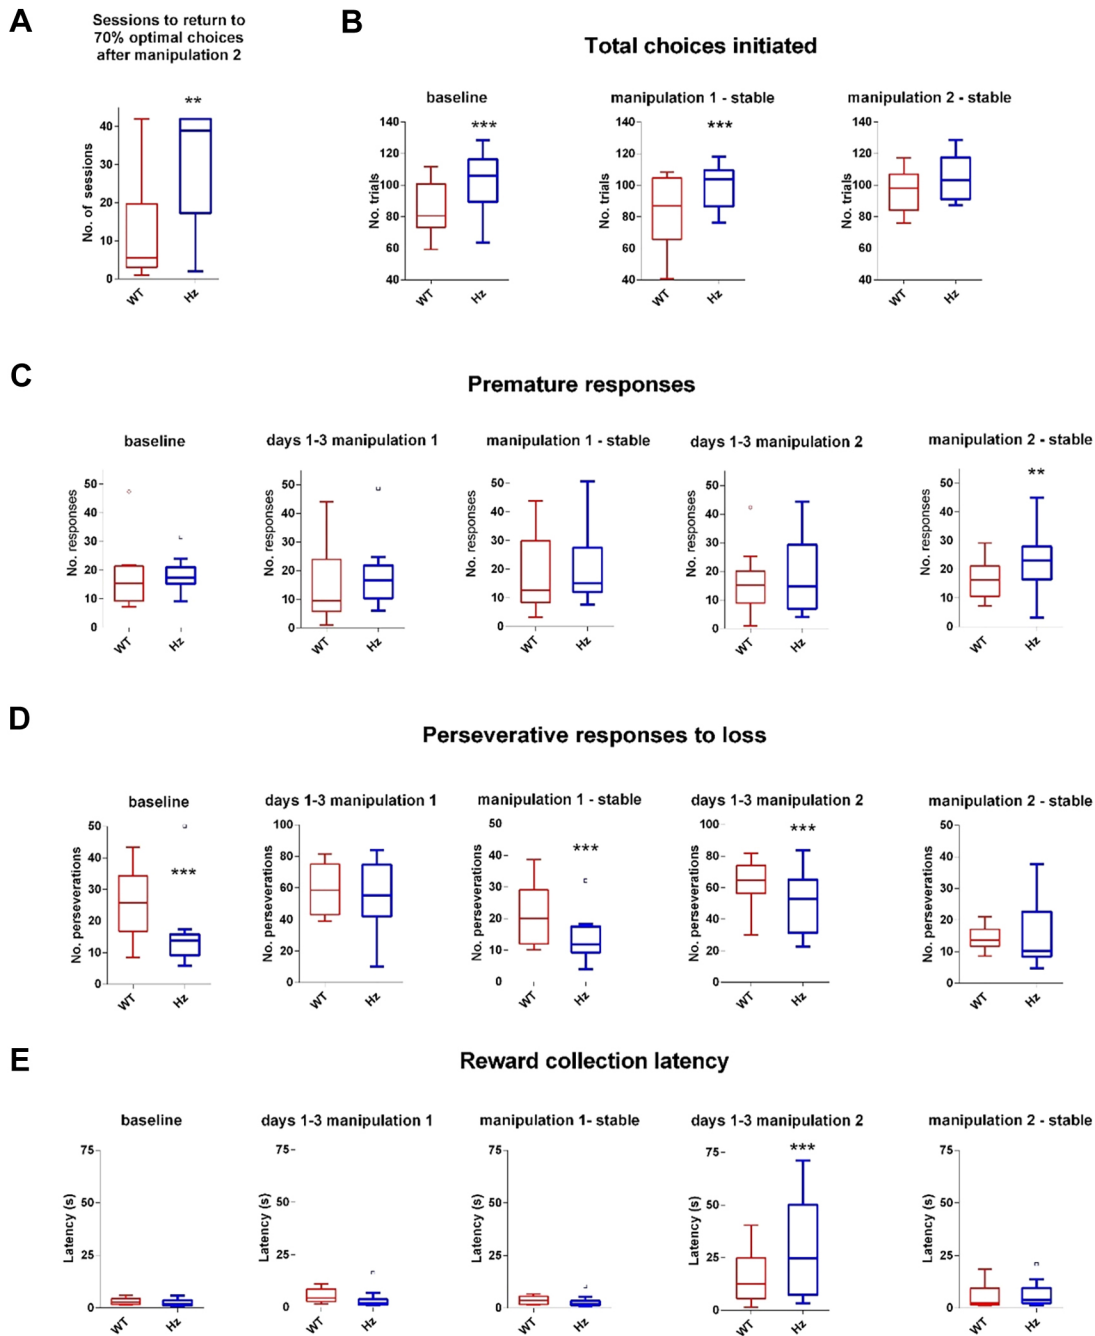 A
Sessions to return to
70% optimal choices
after manipulation 2
**
No. of sessions
40
30
20
10
0
WT
Hz
B
Total choices initiated
baseline
***
No. trials
140
120
100
80
60
40
WT
Hz
manipulation 1 - stable
***
No. trials
140
120
100
80
60
40
WT
Hz
manipulation 2 - stable
No. trials
140
120
100
80
60
40
WT
Hz
C
Premature responses
baseline
No. responses
50
40
30
20
10
0
WT
Hz
days 1-3 manipulation 1
No. responses
50
40
30
20
10
0
WT
Hz
manipulation 1 - stable
No. responses
50
40
30
20
10
0
WT
Hz
days 1-3 manipulation 2
No. responses
50
40
30
20
10
0
WT
Hz
manipulation 2 - stable
**
No. responses
50
40
30
20
10
0
WT
Hz
D
Perseverative responses to loss
baseline
***
No. perseverations
50
40
30
20
10
0
WT
Hz
days 1-3 manipulation 1
No. perseverations
100
80
60
40
20
0
WT
Hz
manipulation 1 - stable
***
No. perseverations
50
40
30
20
10
0
WT
Hz
days 1-3 manipulation 2
***
No. perseverations
100
80
60
40
20
0
WT
Hz
manipulation 2 - stable
No. perseverations
50
40
30
20
10
0
WT
Hz
E
Reward collection latency
baseline
Latency (s)
75
50
25
0
WT
Hz
days 1-3 manipulation 1
Latency (s)
75
50
25
0
WT
Hz
manipulation 1- stable
Latency (s)
75
50
25
0
WT
Hz
days 1-3 manipulation 2
***
Latency (s)
75
50
25
0
WT
Hz
manipulation 2 - stable
Latency (s)
75
50
25
0
WT
Hz